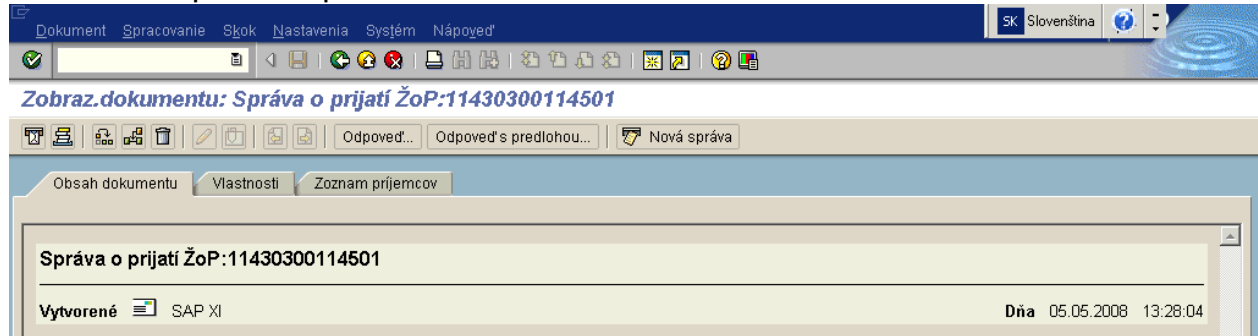 Dokument Spracovanie Skok Nastavenia Systém Nápoveď
SK Slovenština
Zobraz.dokumentu: Správa o prijatí ŽoP:11430300114501
Odpoveď... Odpoveď s predlohou... Nová správa
Obsah dokumentu Vlastnosti Zoznam príjemcov
Správa o prijatí ŽoP:11430300114501
Vytvorené SAP XI Dňa 05.05.2008 13:28:04